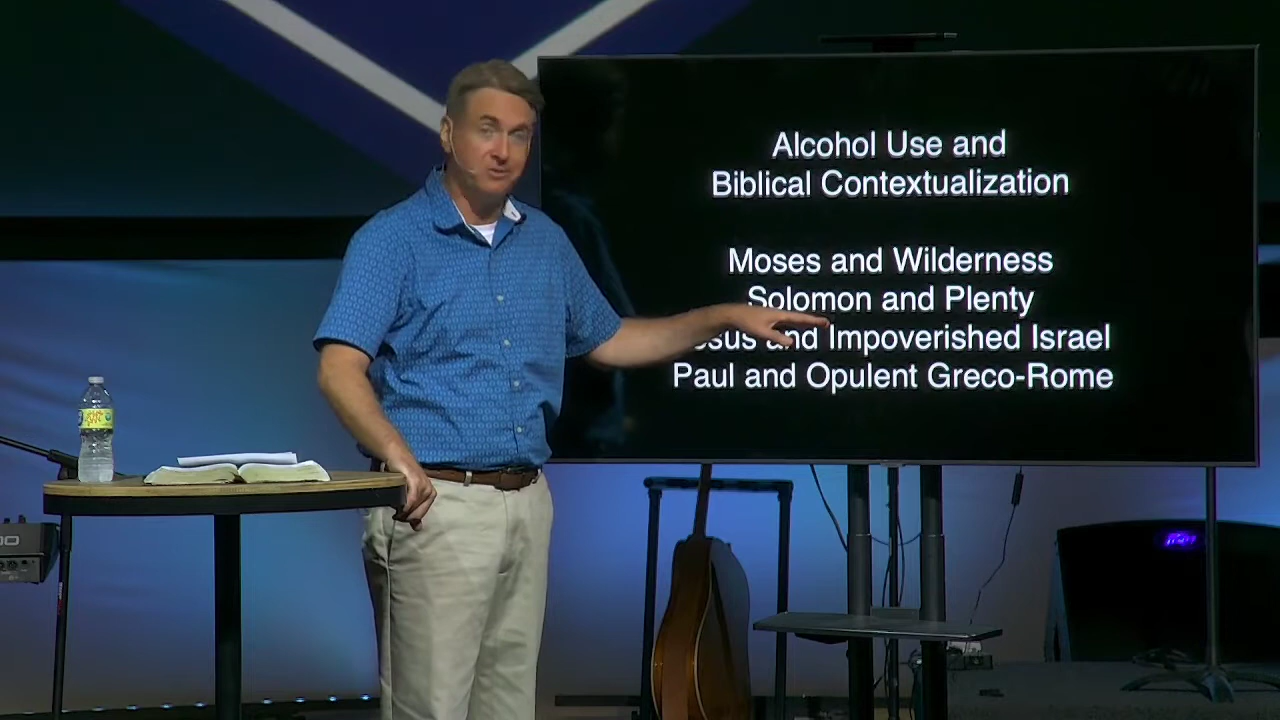 Alcohol Use and
Biblical Contextualization
Moses and Wilderness
Solomon and Plenty
and Impoverished Israel
Paul and Opulent Greco-Rome